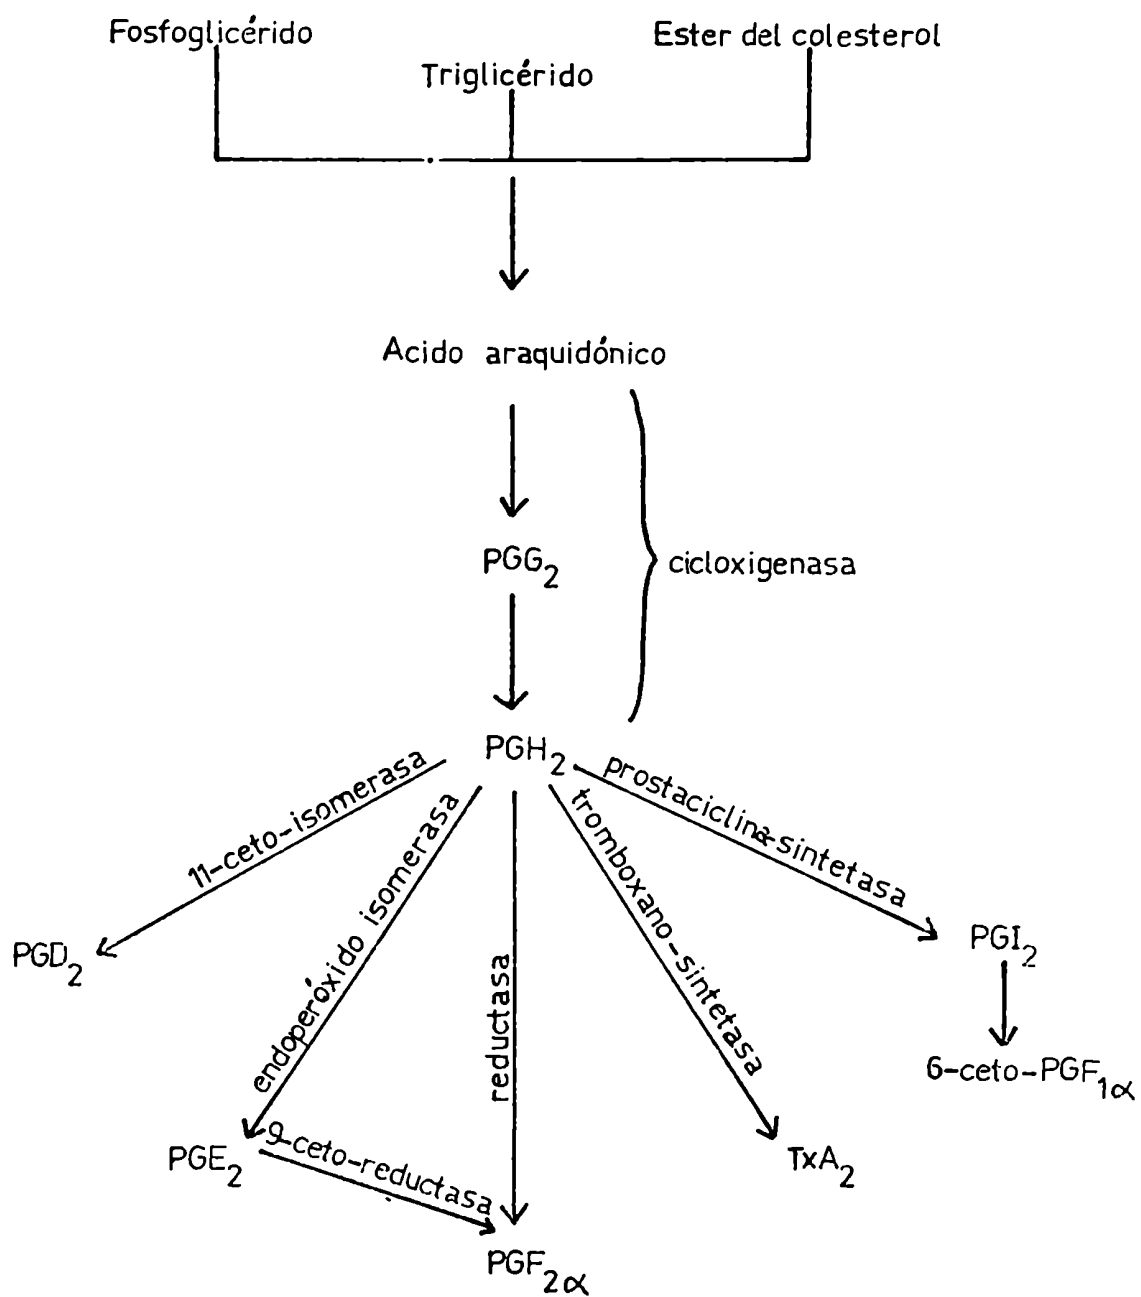 Fosfoglicérido
Ester del colesterol
Triglicérido
Acido araquidónico
PGG2
cicloxigenasa
PGH2
11-ceto-isomerasa
endoperóxido isomerasa
reductasa
tromboxano-sintetasa
prostaciclina-sintetasa
PGD2
PGI2
6-ceto-PGF1α
PGE2
9-ceto-reductasa
TxA2
PGF2α